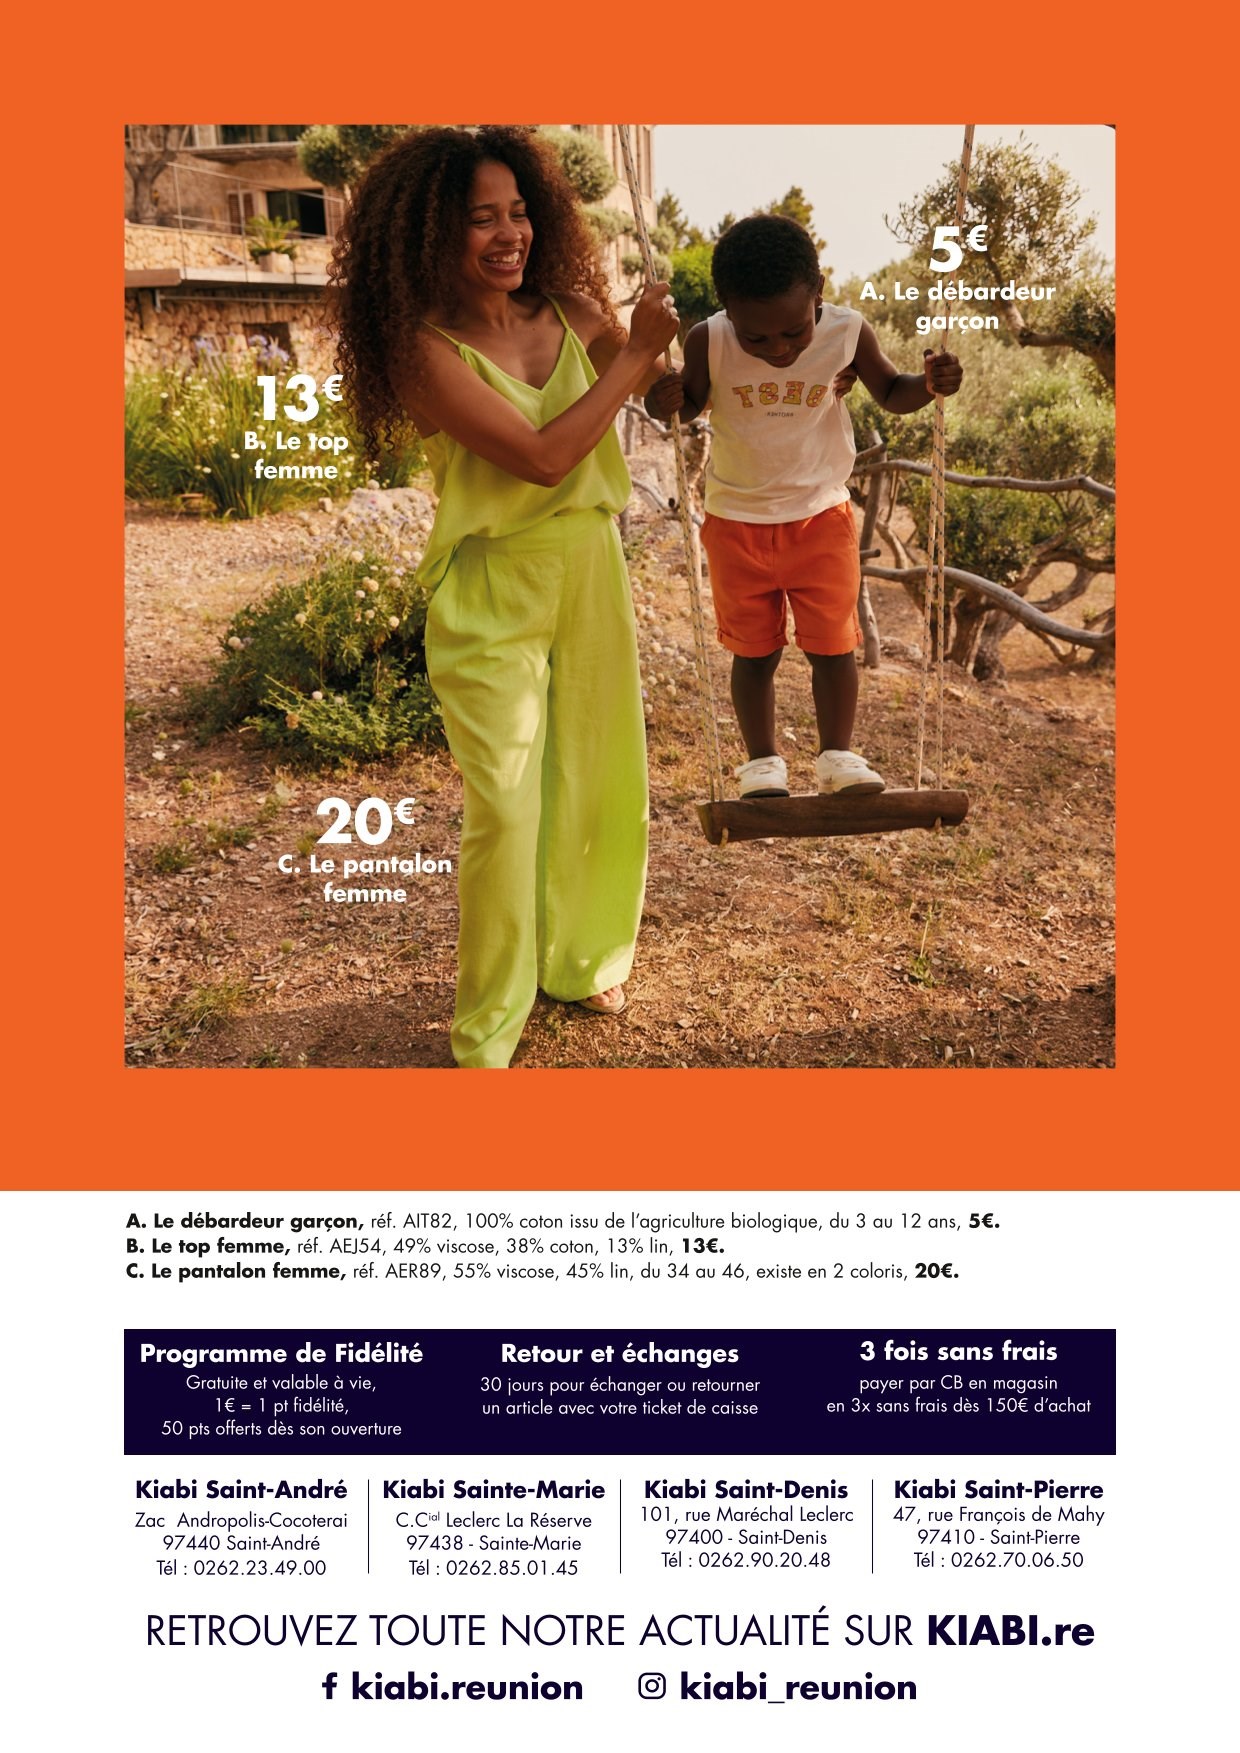 5€
A. Le débardeur
garçon
13€
B. Le top
femme
BEST
20€
C. Le pantalon
femme
A. Le débardeur garçon, réf. AIT82, 100% coton issu de l'agriculture biologique, du 3 au 12 ans, 5€.
B. Le top femme, réf. AEJ54, 49% viscose, 38% coton, 13% lin, 13€.
C. Le pantalon femme, réf. AER89, 55% viscose, 45% lin, du 34 au 46, existe en 2 coloris, 20€.
Programme de Fidélité
Gratuite et valable à vie,
1€ = 1 pt fidélité,
50 pts offerts dès son ouverture
Retour et échanges
30 jours pour échanger ou retourner
un article avec votre ticket de caisse
3 fois sans frais
payer par CB en magasin
en 3x sans frais dès 150€ d'achat
Kiabi Saint-André
Zac Andropolis-Cocoterai
97440 Saint-André
Tél : 0262.23.49.00
Kiabi Sainte-Marie
C.Cial Leclerc La Réserve
97438 - Sainte-Marie
Tél : 0262.85.01.45
Kiabi Saint-Denis
101, rue Maréchal Leclerc
97400 - Saint-Denis
Tél : 0262.90.20.48
Kiabi Saint-Pierre
47, rue François de Mahy
97410 - Saint-Pierre
Tél : 0262.70.06.50
RETROUVEZ TOUTE NOTRE ACTUALITÉ SUR KIABI.re
kiabi.reunion
kiabi_reunion